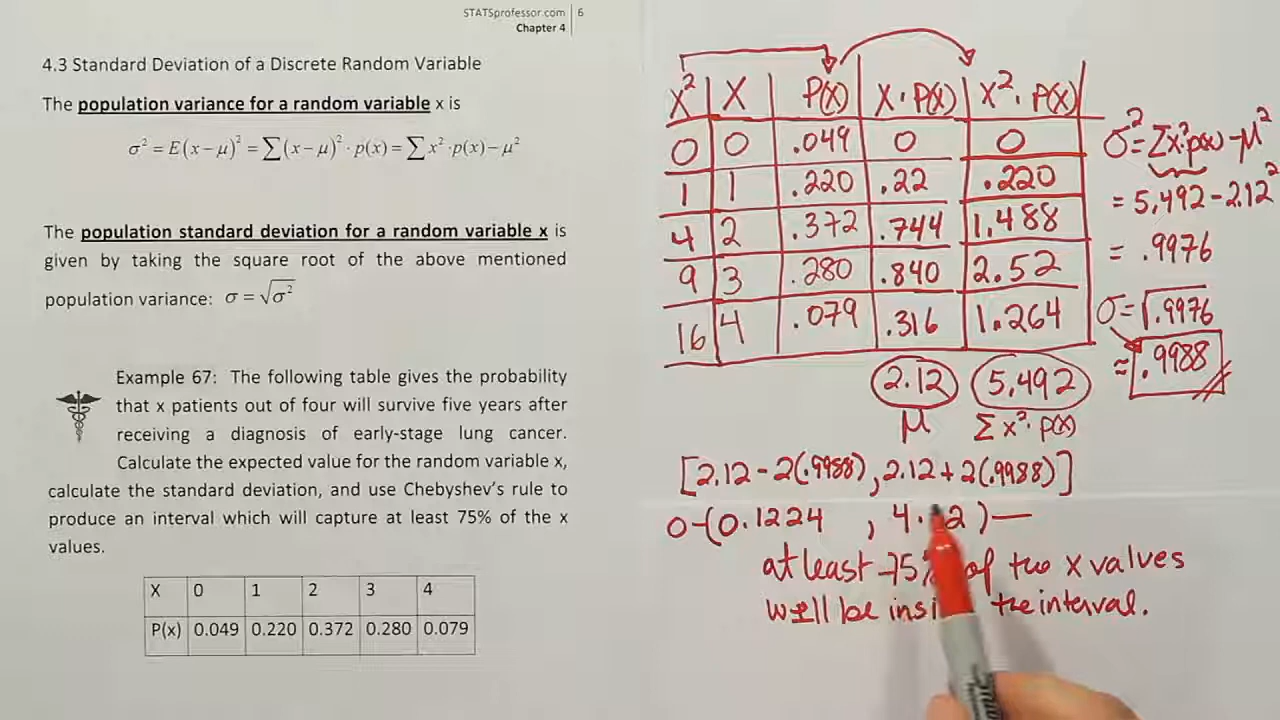 STATSprofessor.com | 6
Chapter 4
4.3 Standard Deviation of a Discrete Random Variable
The population variance for a random variable x is
σ² = E(x−μ)² = ∑(x−μ)²·p(x) = ∑x²·p(x)−μ²
The population standard deviation for a random variable x is
given by taking the square root of the above mentioned
population variance: σ = √σ²
Example 67: The following table gives the probability
that x patients out of four will survive five years after
receiving a diagnosis of early-stage lung cancer.
Calculate the expected value for the random variable x,
calculate the standard deviation, and use Chebyshev's rule to
produce an interval which will capture at least 75% of the x
values.
X 0 1 2 3 4
P(x) 0.049 0.220 0.372 0.280 0.079
X² X P(x) X·P(x) X²·P(x)
0 0 .049 0 0
1 1 .220 .22 .220
4 2 .372 .744 1.488
9 3 .280 .840 2.52
16 4 .079 .316 1.264
2.12 5.492
μ Σx²·p(x)
σ²=Σx²p(x)−μ²
= 5.492−2.12²
= .9976
σ=√.9976
≈ .9988
[2.12−2(.9988), 2.12+2(.9988)]
0-(0.1224 , 4. 2)—
at least 75% of the x values
will be the interval.